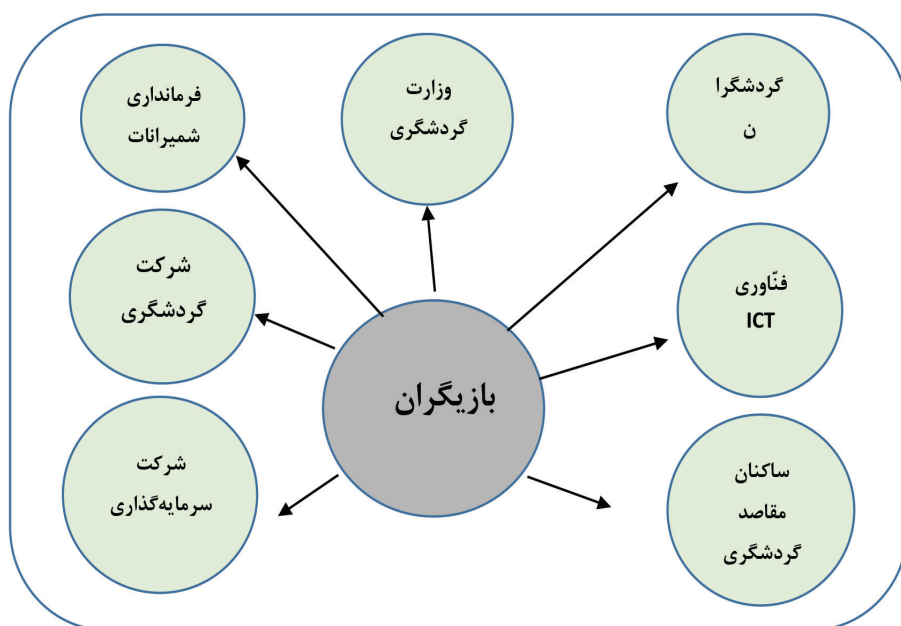 گردشگرا
ن
وزارت
گردشگری
فرمانداری
شمیرانات
فنّاوری
ICT
شرکت
گردشگری
بازیگران
ساکنان
مقاصد
گردشگری
شرکت
سرمایه‌گذاری